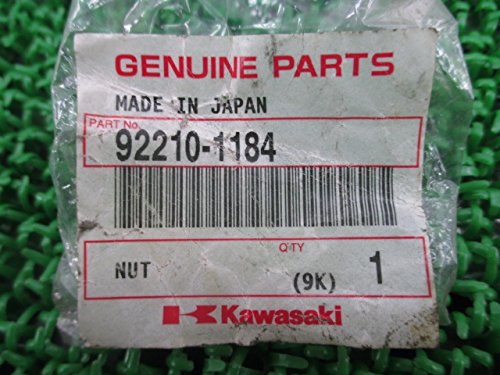 GENUINE PARTS
MADE IN JAPAN
PART No.
92210-1184
Q'TY
NUT (9K) 1
Kawasaki